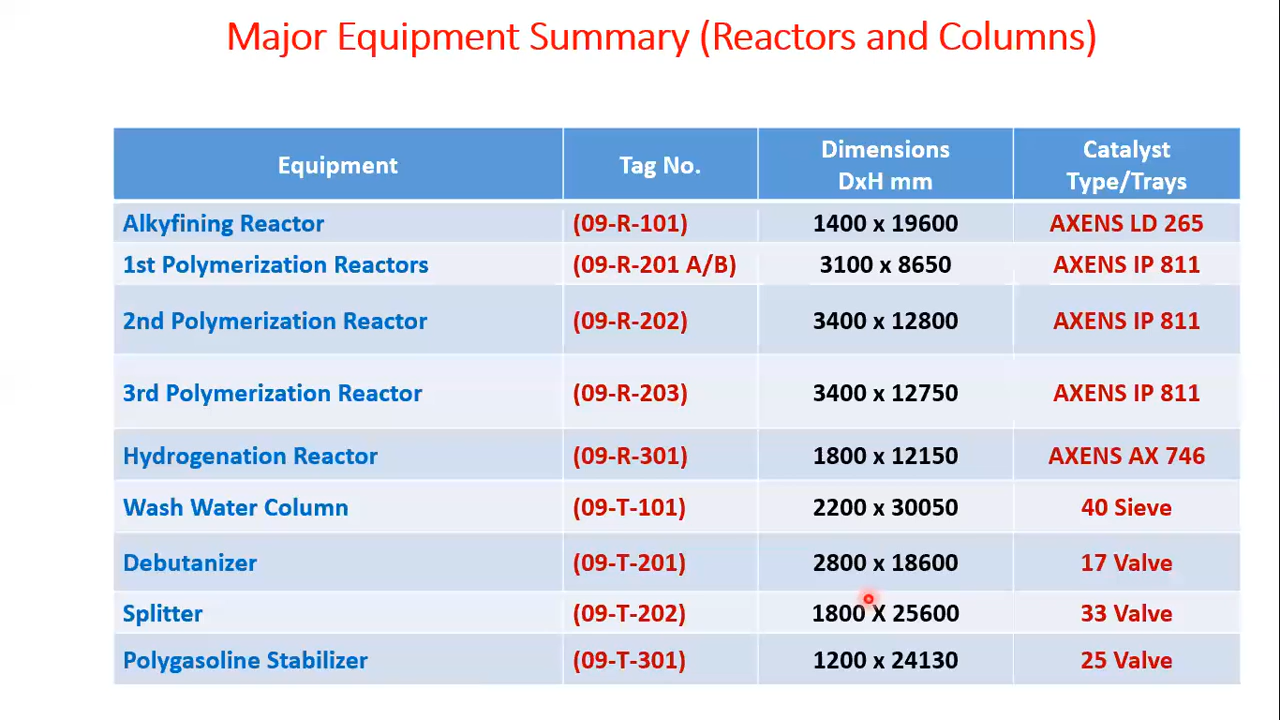 Major Equipment Summary (Reactors and Columns)
Equipment Tag No. Dimensions DxH mm Catalyst Type/Trays
Alkyfining Reactor (09-R-101) 1400 x 19600 AXENS LD 265
1st Polymerization Reactors (09-R-201 A/B) 3100 x 8650 AXENS IP 811
2nd Polymerization Reactor (09-R-202) 3400 x 12800 AXENS IP 811
3rd Polymerization Reactor (09-R-203) 3400 x 12750 AXENS IP 811
Hydrogenation Reactor (09-R-301) 1800 x 12150 AXENS AX 746
Wash Water Column (09-T-101) 2200 x 30050 40 Sieve
Debutanizer (09-T-201) 2800 x 18600 17 Valve
Splitter (09-T-202) 1800 X 25600 33 Valve
Polygasoline Stabilizer (09-T-301) 1200 x 24130 25 Valve